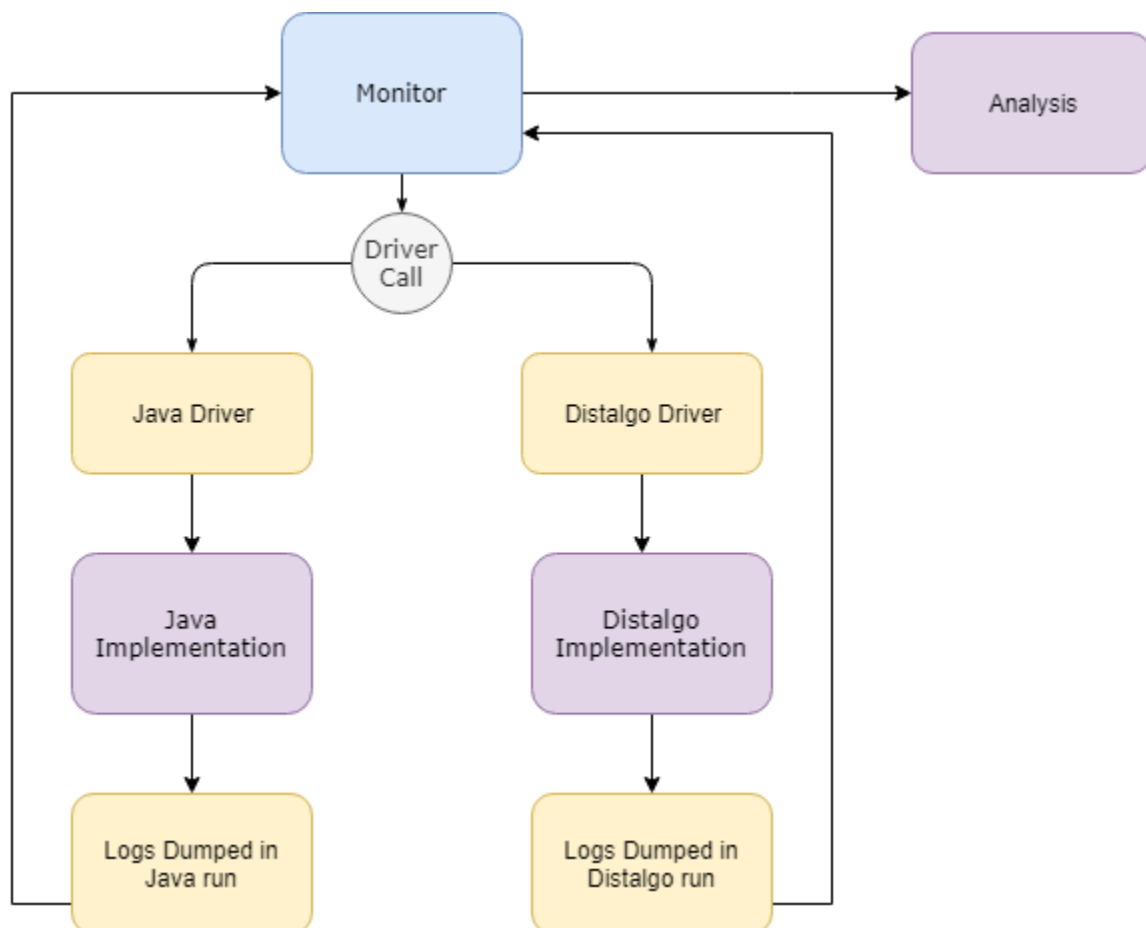 Monitor
Analysis
Driver
Call
Java Driver
Distalgo Driver
Java
Implementation
Distalgo
Implementation
Logs Dumped in
Java run
Logs Dumped in
Distalgo run